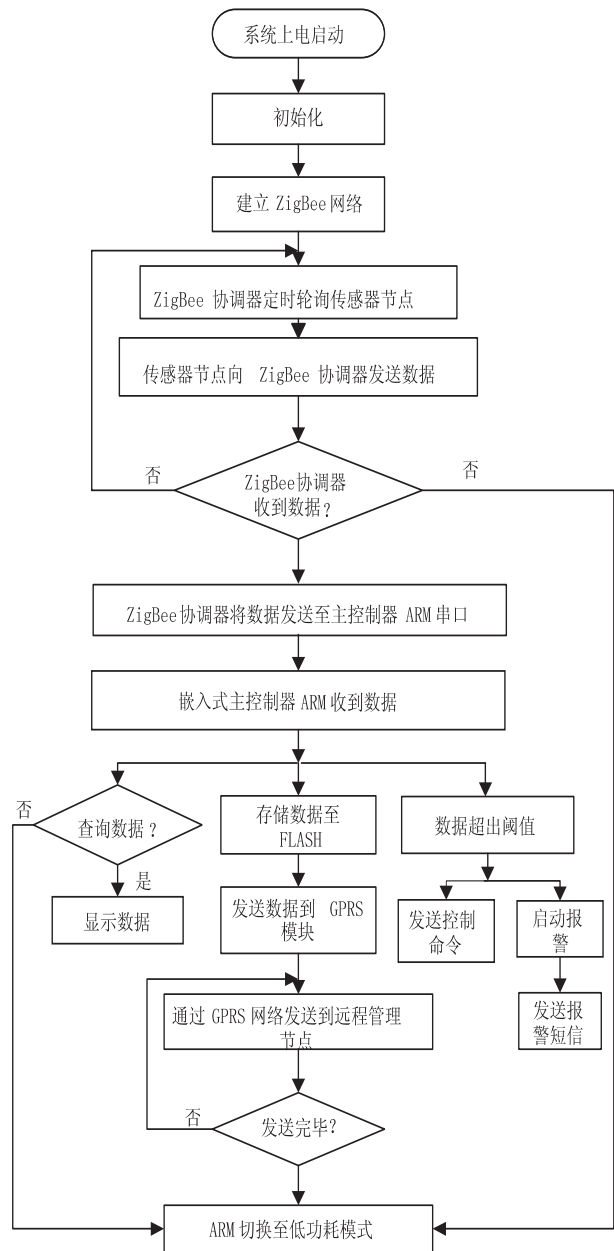 系统上电启动
初始化
建立 ZigBee 网络
ZigBee 协调器定时轮询传感器节点
传感器节点向 ZigBee 协调器发送数据
否
ZigBee协调器
收到数据？
否
ZigBee协调器将数据发送至主控制器 ARM 串口
嵌入式主控制器 ARM 收到数据
否
查询数据？
是
显示数据
存储数据至
FLASH
发送数据到 GPRS
模块
通过 GPRS 网络发送到远程管理
节点
否
发送完毕？
数据超出阈值
发送控制
命令
启动报
警
发送报
警短信
ARM 切换至低功耗模式